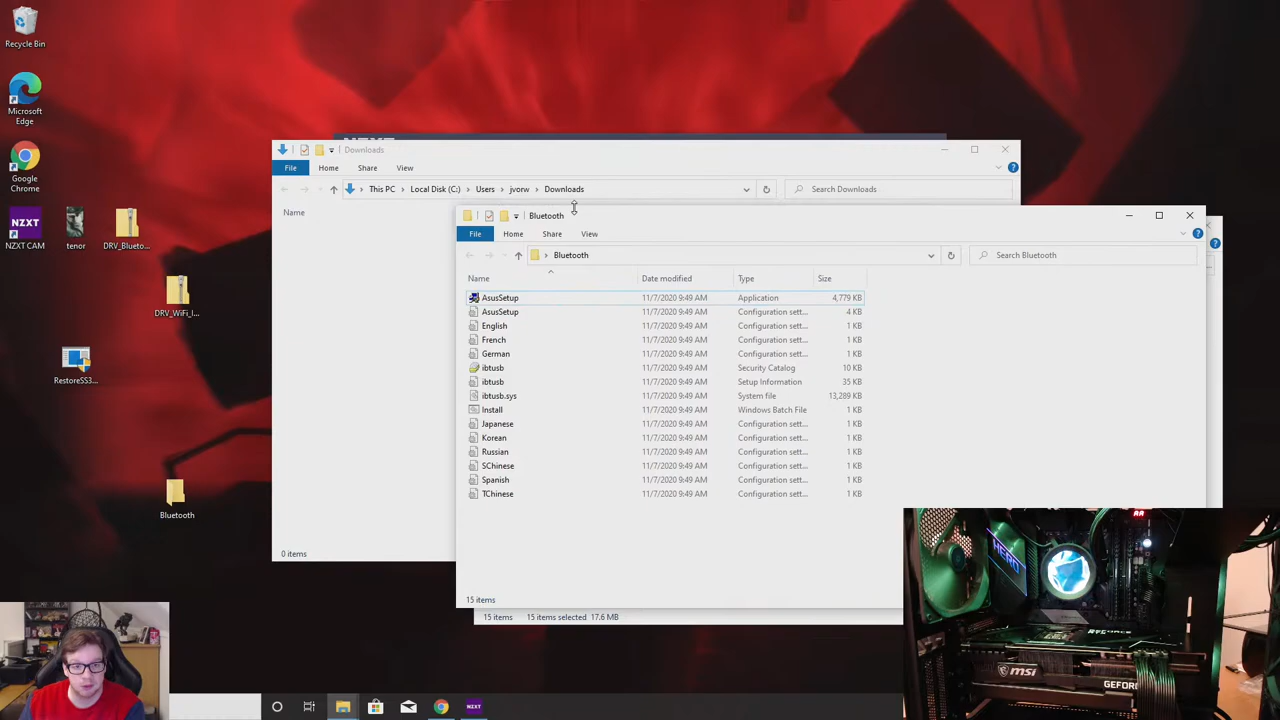 Recycle Bin
Microsoft
Edge
Google
Chrome
NZXT
NZXT CAM
tenor
DRV_Blueto...
DRV_WiFi_I...
RestoreSS3...
Bluetooth
NZXT
Downloads
File Home Share View
This PC Local Disk (C:) Users jvorw Downloads
Search Downloads
Name
0 items
Bluetooth
File Home Share View
Bluetooth
Search Bluetooth
Name Date modified Type Size
AsusSetup 11/7/2020 9:49 AM Application 4,779 KB
AsusSetup 11/7/2020 9:49 AM Configuration sett... 4 KB
English 11/7/2020 9:49 AM Configuration sett... 1 KB
French 11/7/2020 9:49 AM Configuration sett... 1 KB
German 11/7/2020 9:49 AM Configuration sett... 1 KB
ibtusb 11/7/2020 9:49 AM Security Catalog 10 KB
ibtusb 11/7/2020 9:49 AM Setup Information 35 KB
ibtusb.sys 11/7/2020 9:49 AM System file 13,289 KB
Install 11/7/2020 9:49 AM Windows Batch File 1 KB
Japanese 11/7/2020 9:49 AM Configuration sett... 1 KB
Korean 11/7/2020 9:49 AM Configuration sett... 1 KB
Russian 11/7/2020 9:49 AM Configuration sett... 1 KB
SChinese 11/7/2020 9:49 AM Configuration sett... 1 KB
Spanish 11/7/2020 9:49 AM Configuration sett... 1 KB
TChinese 11/7/2020 9:49 AM Configuration sett... 1 KB
15 items
15 items 15 items selected 17.6 MB
NZXT
AA
HERO
msi
GEFORC